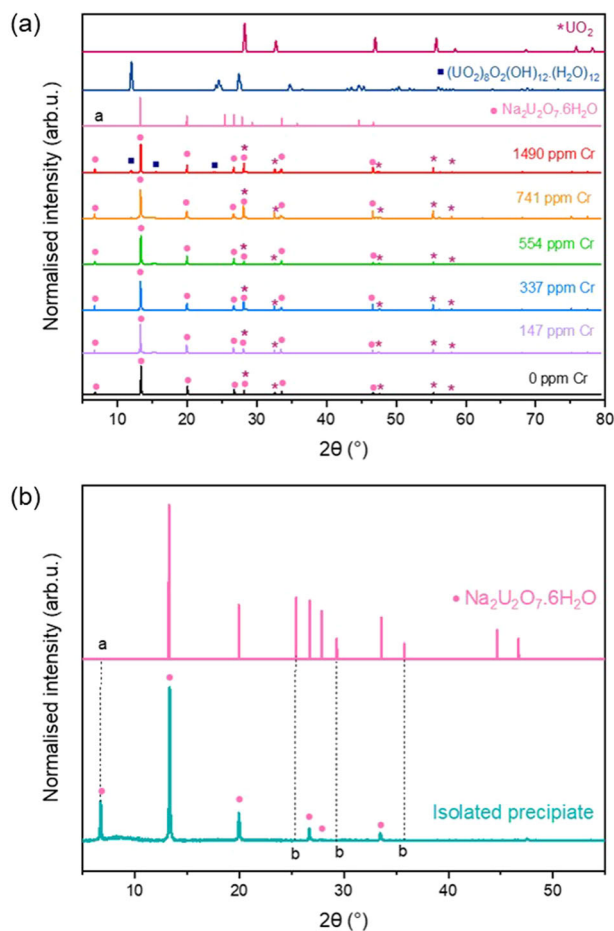 (a)
*UO2
■ (UO2)8O2(OH)12·(H2O)12
a
● Na2U2O7.6H2O
1490 ppm Cr
741 ppm Cr
554 ppm Cr
337 ppm Cr
147 ppm Cr
0 ppm Cr
Normalised intensity (arb.u.)
10 20 30 40 50 60 70 80
2θ (°)
(b)
● Na2U2O7.6H2O
a
Isolated precipiate
b b b
Normalised intensity (arb.u.)
10 20 30 40 50
2θ (°)